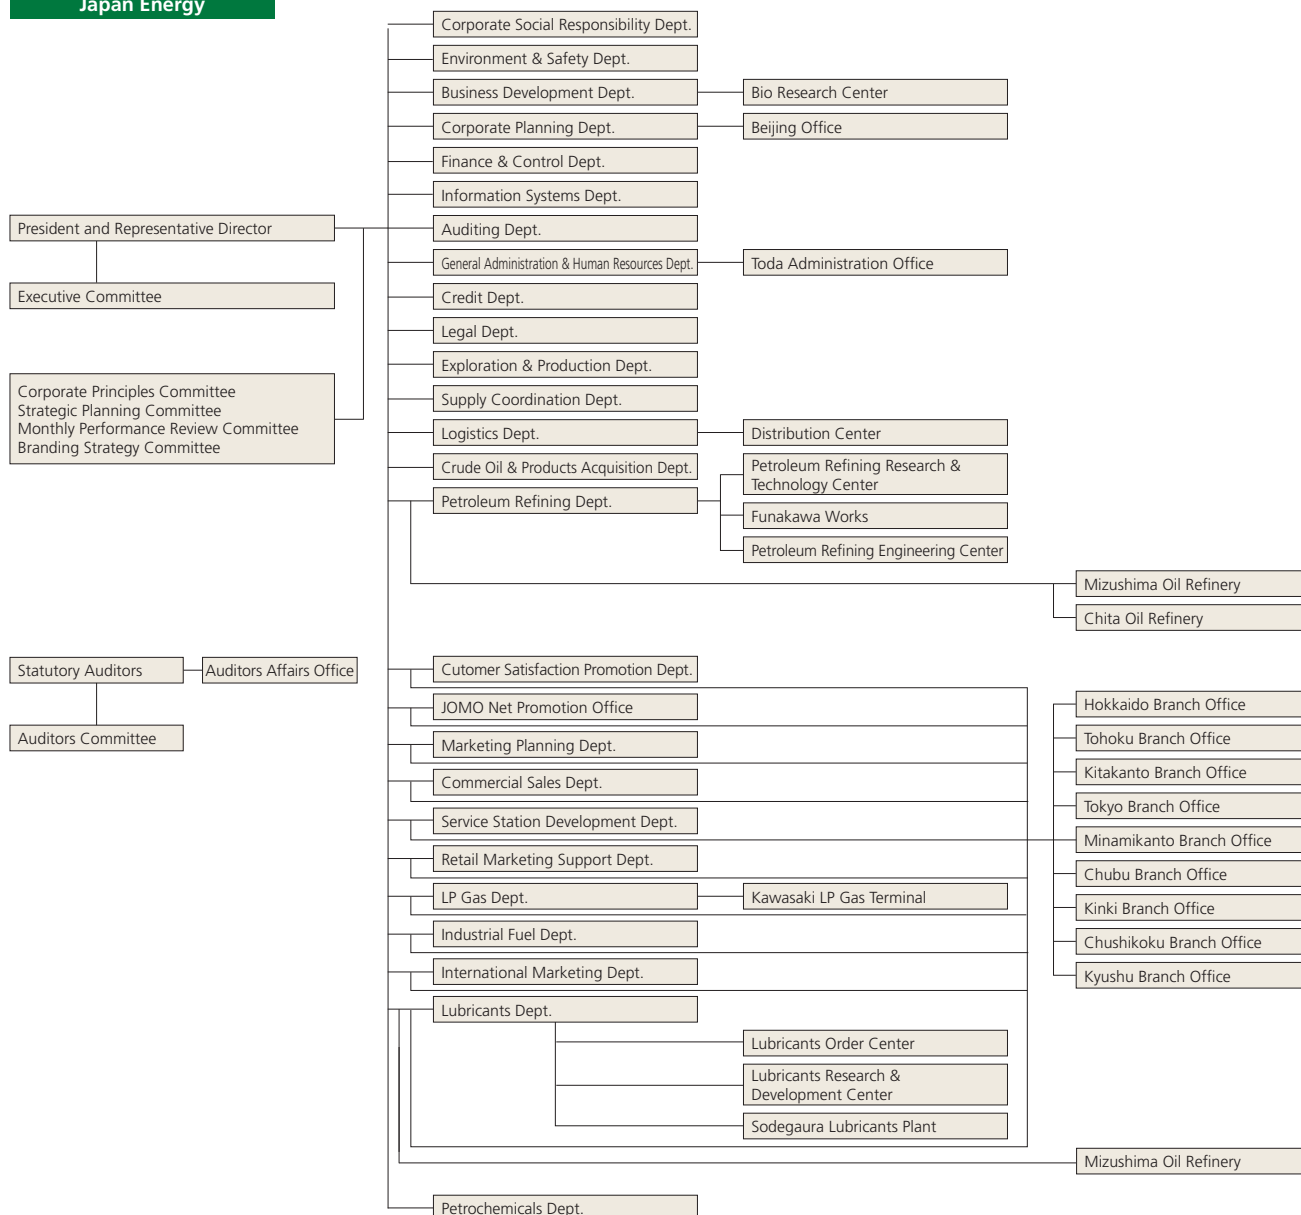 Japan Energy
Corporate Social Responsibility Dept.
Environment & Safety Dept.
Business Development Dept.
Bio Research Center
Corporate Planning Dept.
Beijing Office
Finance & Control Dept.
Information Systems Dept.
President and Representative Director
Auditing Dept.
General Administration & Human Resources Dept.
Toda Administration Office
Executive Committee
Credit Dept.
Legal Dept.
Exploration & Production Dept.
Corporate Principles Committee
Strategic Planning Committee
Monthly Performance Review Committee
Branding Strategy Committee
Supply Coordination Dept.
Logistics Dept.
Distribution Center
Crude Oil & Products Acquisition Dept.
Petroleum Refining Research &
Technology Center
Petroleum Refining Dept.
Funakawa Works
Petroleum Refining Engineering Center
Mizushima Oil Refinery
Chita Oil Refinery
Statutory Auditors
Auditors Affairs Office
Auditors Committee
Cutomer Satisfaction Promotion Dept.
JOMO Net Promotion Office
Marketing Planning Dept.
Commercial Sales Dept.
Service Station Development Dept.
Retail Marketing Support Dept.
LP Gas Dept.
Kawasaki LP Gas Terminal
Industrial Fuel Dept.
International Marketing Dept.
Hokkaido Branch Office
Tohoku Branch Office
Kitakanto Branch Office
Tokyo Branch Office
Minamikanto Branch Office
Chubu Branch Office
Kinki Branch Office
Chushikoku Branch Office
Kyushu Branch Office
Lubricants Dept.
Lubricants Order Center
Lubricants Research &
Development Center
Sodegaura Lubricants Plant
Mizushima Oil Refinery
Petrochemicals Dept.